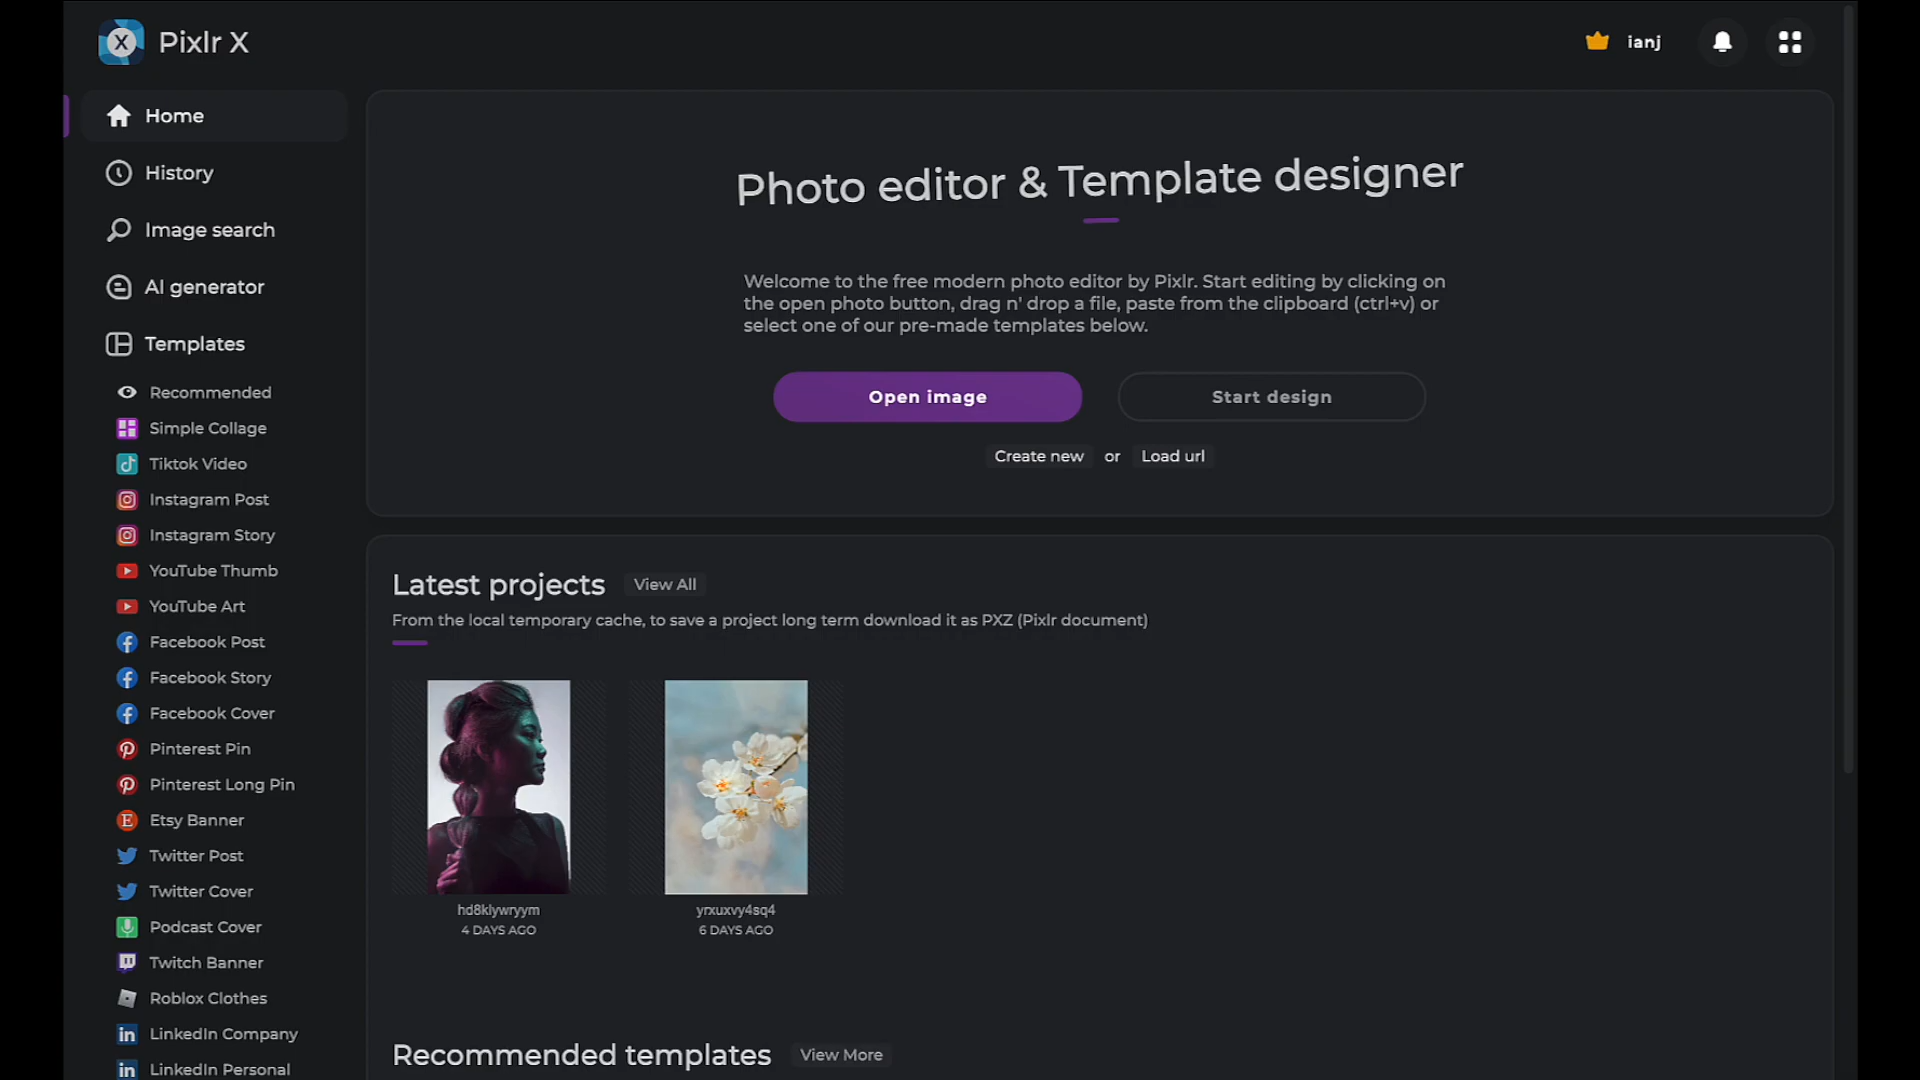 Pixlr X
ianj
Home
History
Image search
AI generator
Templates
Recommended
Simple Collage
Tiktok Video
Instagram Post
Instagram Story
YouTube Thumb
YouTube Art
Facebook Post
Facebook Story
Facebook Cover
Pinterest Pin
Pinterest Long Pin
Etsy Banner
Twitter Post
Twitter Cover
Podcast Cover
Twitch Banner
Roblox Clothes
LinkedIn Company
LinkedIn Personal
Photo editor & Template designer
Welcome to the free modern photo editor by Pixlr. Start editing by clicking on
the open photo button, drag n' drop a file, paste from the clipboard (ctrl+v) or
select one of our pre-made templates below.
Open image
Start design
Create new or Load url
Latest projects View All
From the local temporary cache, to save a project long term download it as PXZ (Pixlr document)
hd8klywryym
4 DAYS AGO
yrxuxvy4sq4
6 DAYS AGO
Recommended templates View More